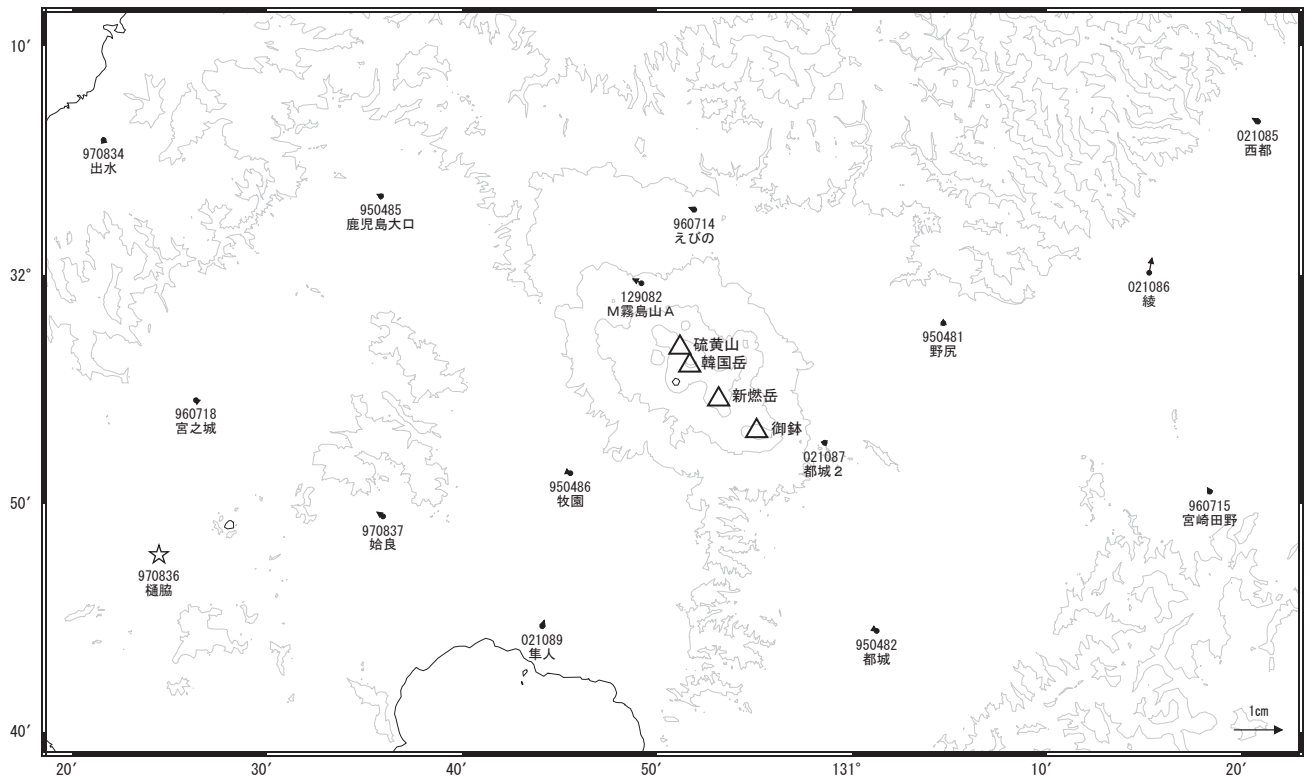 10′
32°
50′
40′
20′
30′
40′
50′
131°
10′
20′
970834
出水
950485
鹿児島大口
960714
えびの
021085
西都
129082
M霧島山A
021086
綾
950481
野尻
硫黄山
韓国岳
新燃岳
御鉢
960718
宮之城
021087
都城2
950486
牧園
960715
宮崎田野
970837
姶良
970836
樋脇
021089
隼人
950482
都城
1cm